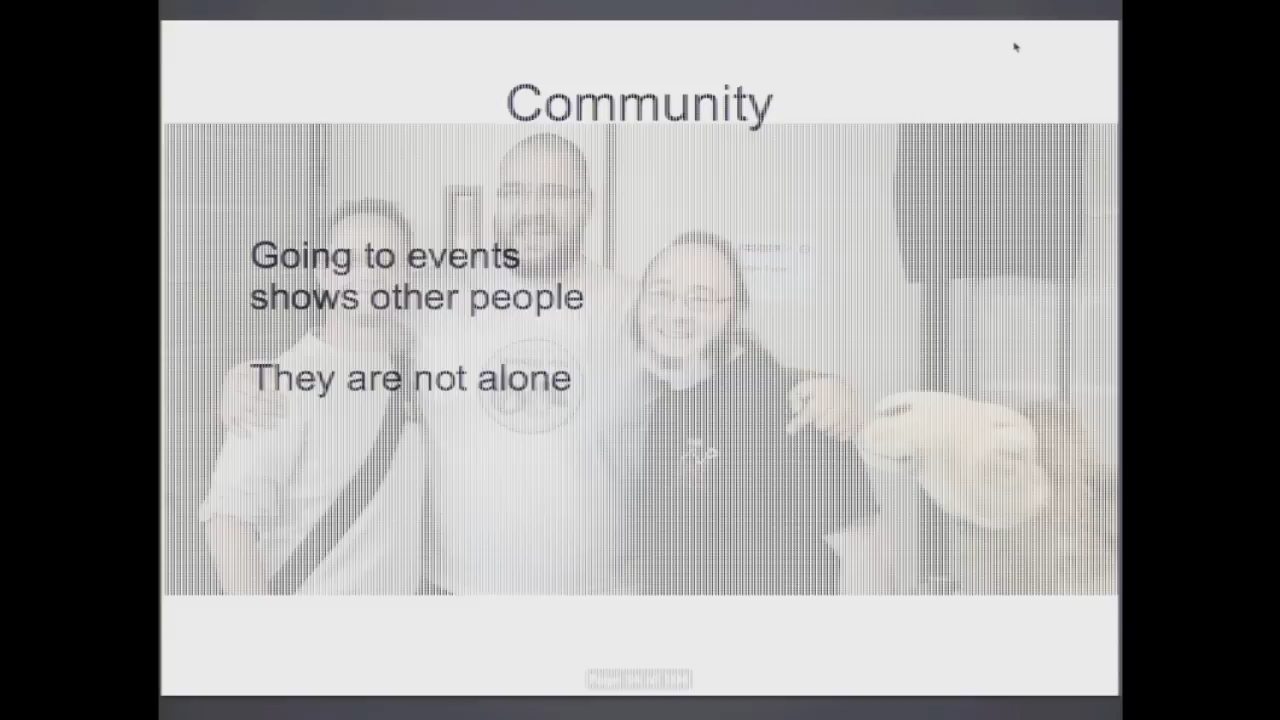 Community
Going to events
shows other people
They are not alone